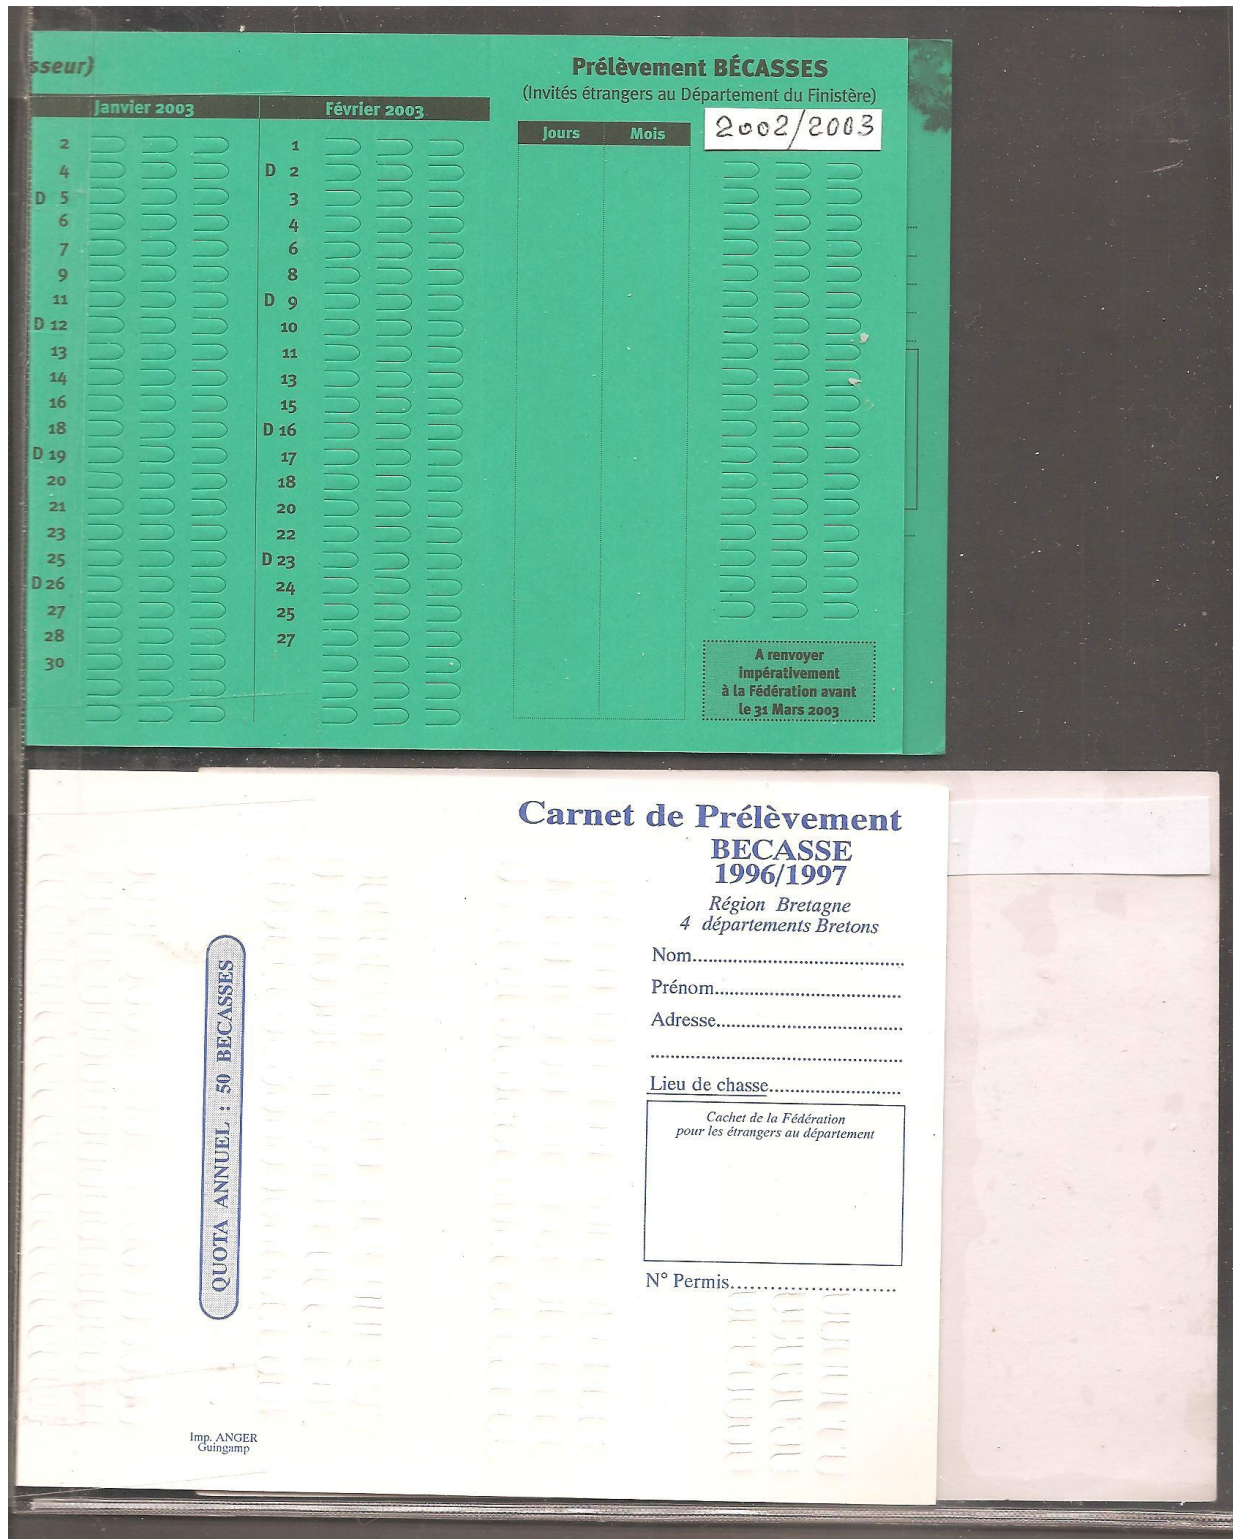 sseur)
Prélèvement BÉCASSES
(Invités étrangers au Département du Finistère)
2002/2003
Janvier 2003 Février 2003
Jours Mois
2 1
4 D 2
D 5 3
6 4
7 6
9 8
11 D 9
D 12 10
13 11
14 13
16 15
18 D 16
D 19 17
20 18
21 20
23 22
25 D 23
D 26 24
27 25
28 27
30
A renvoyer
impérativement
à la Fédération avant
le 31 Mars 2003
Carnet de Prélèvement
BECASSE
1996/1997
Région Bretagne
4 départements Bretons
Nom
Prénom
Adresse
Lieu de chasse
Cachet de la Fédération
pour les étrangers au département
N° Permis
QUOTA ANNUEL : 50 BECASSES
Imp. ANGER
Guingamp